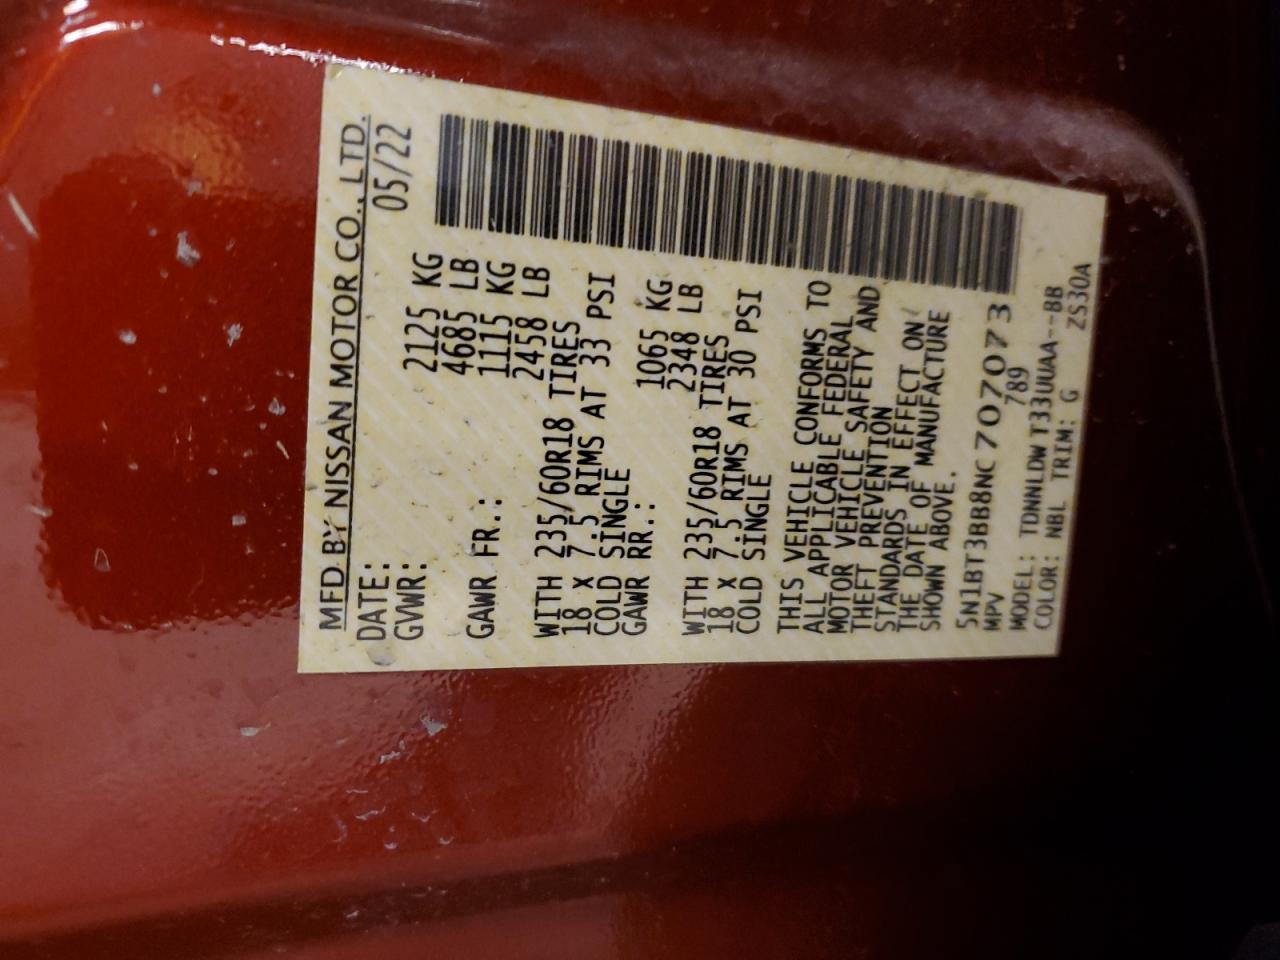 MFD BY NISSAN MOTOR CO., LTD.
DATE: 05/22
GVWR: 2125 KG
4685 LB
GAWR FR.: 1115 KG
2458 LB
WITH 235/60R18 TIRES
18 X 7.5 RIMS AT 33 PSI
COLD SINGLE
GAWR RR.: 1065 KG
2348 LB
WITH 235/60R18 TIRES
18 X 7.5 RIMS AT 30 PSI
COLD SINGLE
THIS VEHICLE CONFORMS TO
ALL APPLICABLE FEDERAL
MOTOR VEHICLE SAFETY AND
THEFT PREVENTION
STANDARDS IN EFFECT ON
THE DATE OF MANUFACTURE
SHOWN ABOVE.
5N1BT3BB8NC707073
MPV 789
MODEL: TDNNLDW T33UUAA--BB
COLOR: NBL TRIM: G ZS30A